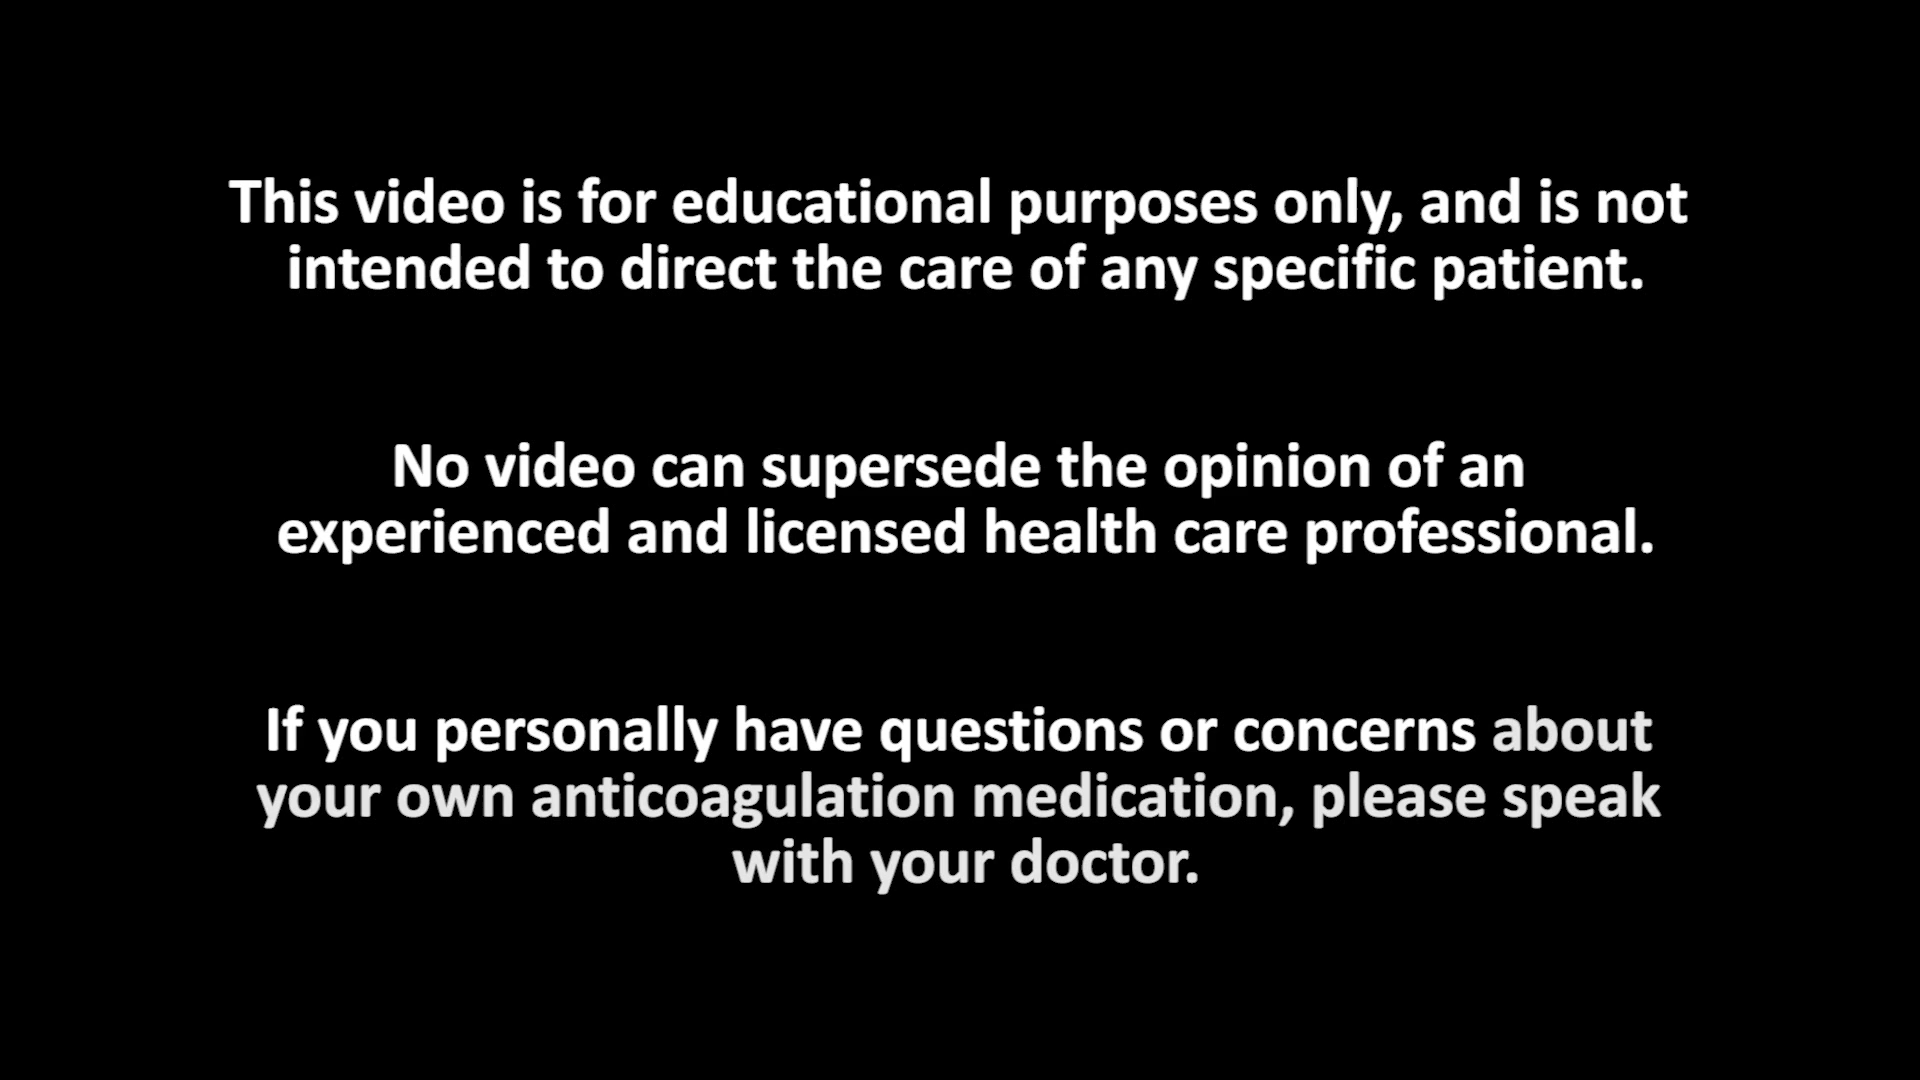 This video is for educational purposes only, and is not
intended to direct the care of any specific patient.
No video can supersede the opinion of an
experienced and licensed health care professional.
If you personally have questions or concerns about
your own anticoagulation medication, please speak
with your doctor.